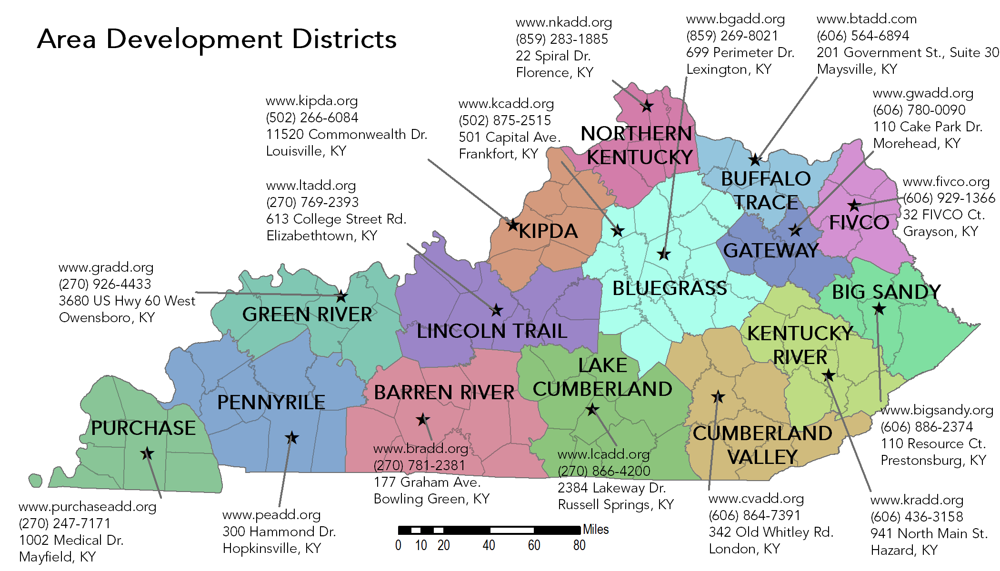 Area Development Districts
www.nkadd.org
(859) 283-1885
22 Spiral Dr.
Florence, KY
www.bgadd.org
(859) 269-8021
699 Perimeter Dr.
Lexington, KY
www.btadd.com
(606) 564-6894
201 Government St., Suite 30
Maysville, KY
www.kipda.org
(502) 266-6084
11520 Commonwealth Dr.
Louisville, KY
www.kcadd.org
(502) 875-2515
501 Capital Ave.
Frankfort, KY
www.gwadd.org
(606) 780-0090
110 Cake Park Dr.
Morehead, KY
www.ltadd.org
(270) 769-2393
613 College Street Rd.
Elizabethtown, KY
www.fivco.org
(606) 929-1366
32 FIVCO Ct.
Grayson, KY
www.gradd.org
(270) 926-4433
3680 US Hwy 60 West
Owensboro, KY
NORTHERN
KENTUCKY
BUFFALO
TRACE
FIVCO
KIPDA
GATEWAY
BLUEGRASS
BIG SANDY
GREEN RIVER
LINCOLN TRAIL
KENTUCKY
RIVER
LAKE
CUMBERLAND
BARREN RIVER
PENNYRILE
PURCHASE
CUMBERLAND
VALLEY
www.bigsandy.org
(606) 886-2374
110 Resource Ct.
Prestonsburg, KY
www.bradd.org
(270) 781-2381
177 Graham Ave.
Bowling Green, KY
www.lcadd.org
(270) 866-4200
2384 Lakeway Dr.
Russell Springs, KY
www.cvadd.org
(606) 864-7391
342 Old Whitley Rd.
London, KY
www.kradd.org
(606) 436-3158
941 North Main St.
Hazard, KY
www.purchaseadd.org
(270) 247-7171
1002 Medical Dr.
Mayfield, KY
www.peadd.org
300 Hammond Dr.
Hopkinsville, KY
Miles
0 10 20 40 60 80